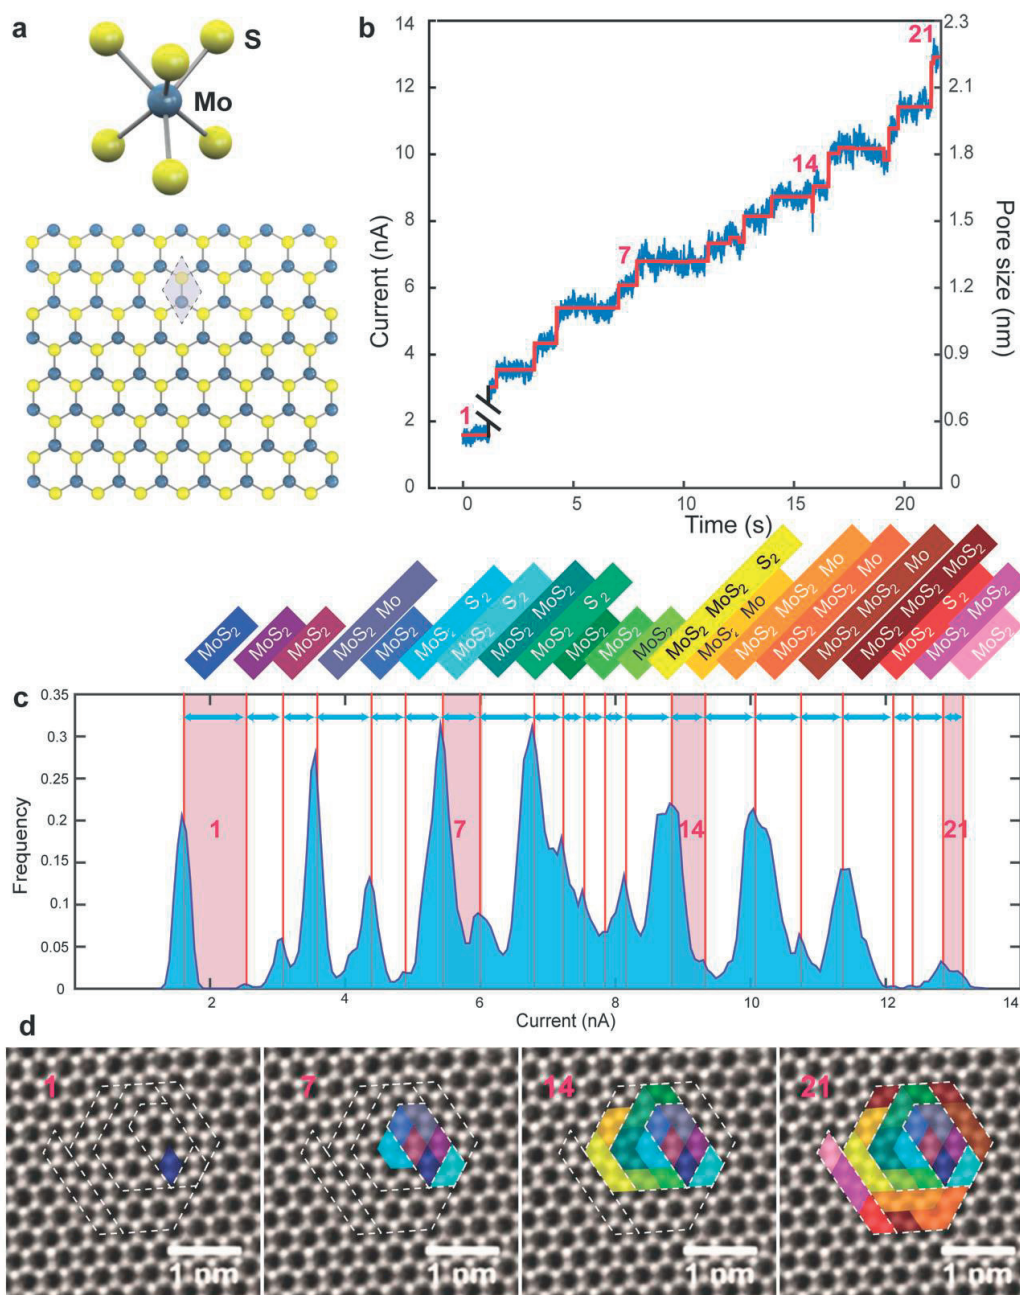 a
S
Mo
b
14
12
10
8
6
4
2
0
Current (nA)
1
7
14
21
2.3
2.1
1.8
1.5
1.2
0.9
0.6
0
Pore size (nm)
0
5
10
15
20
Time (s)
MoS₂
MoS₂
MoS₂
MoS₂ Mo
MoS₂
MoS₂ S₂
MoS₂ S₂
MoS₂ MoS₂
MoS₂ S₂
MoS₂
MoS₂
MoS₂
MoS₂ MoS₂ S₂
MoS₂ Mo
MoS₂ MoS₂ Mo
MoS₂ MoS₂ Mo
MoS₂ MoS₂ Mo
MoS₂ MoS₂ MoS₂
MoS₂ S₂
MoS₂ MoS₂
MoS₂
c
0.35
0.3
0.25
0.2
0.15
0.1
0.05
0
Frequency
1
7
14
21
2
4
6
8
10
12
14
Current (nA)
d
1
1 nm
7
1 nm
14
1 nm
21
1 nm